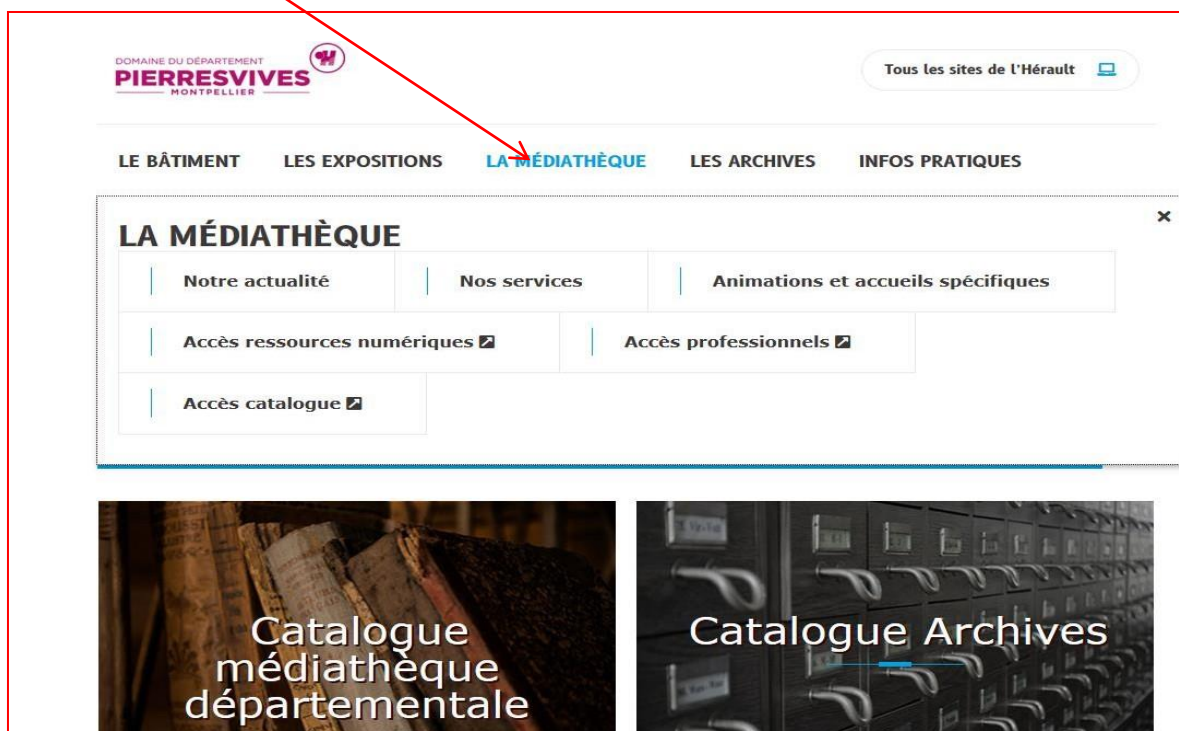 DOMAINE DU DÉPARTEMENT
PIERRESVIVES
MONTPELLIER
Tous les sites de l'Hérault
LE BÂTIMENT LES EXPOSITIONS LA MÉDIATHÈQUE LES ARCHIVES INFOS PRATIQUES
LA MÉDIATHÈQUE
Notre actualité Nos services Animations et accueils spécifiques
Accès ressources numériques Accès professionnels
Accès catalogue
Catalogue
médiathèque
départementale
Catalogue Archives